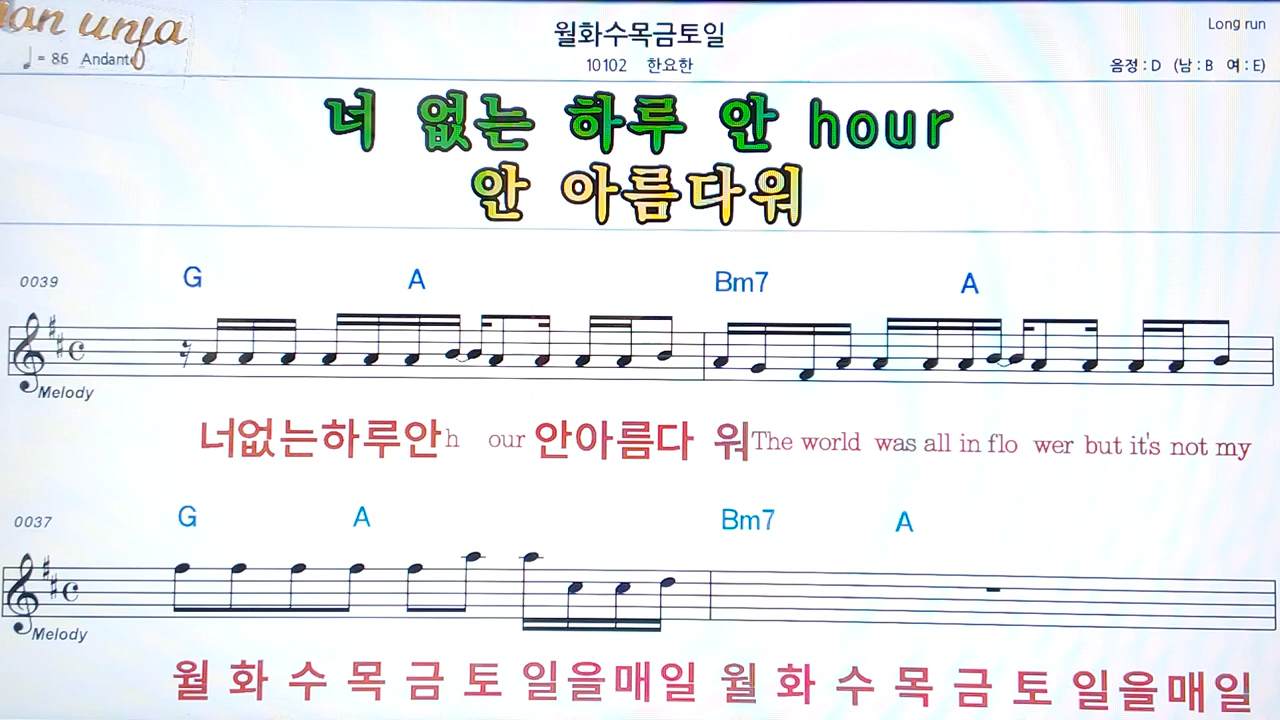 an unja
♩ = 86 Andante
월화수목금토일
10102 한요한
Long run
음정 : D (남 : B 여 : E)
너 없는 하루 안 hour
안 아름다워
0039
G A Bm7 A
Melody
너없는하루안h our 안아름다 워The world was all in flo wer but it's not my
0037
G A Bm7 A
Melody
월 화 수 목 금 토 일을매일 월 화 수 목 금 토 일을매일